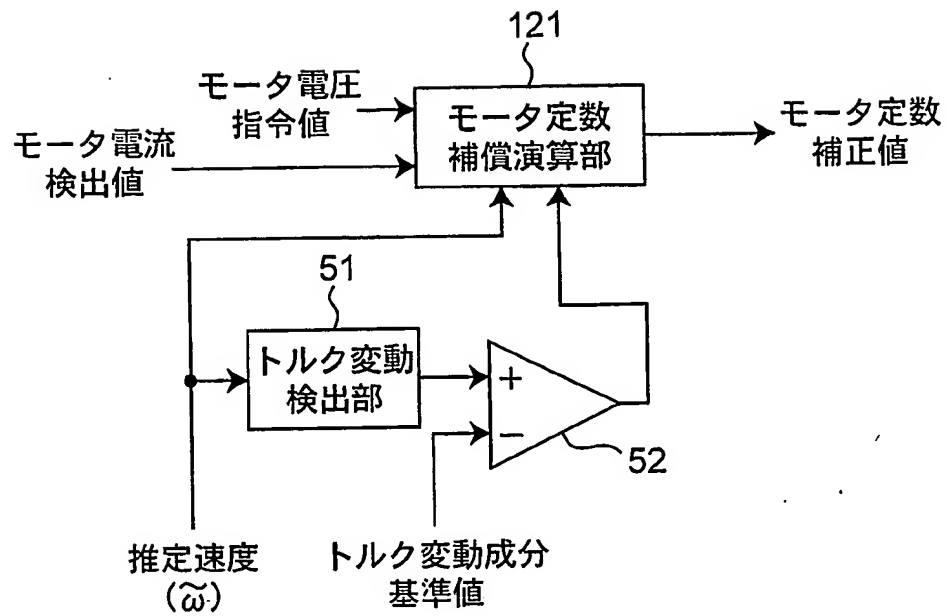 121
モータ電圧
指令値
モータ電流
検出値
モータ定数
補償演算部
モータ定数
補正値
51
トルク変動
検出部
+
−
52
推定速度
(ω̃)
トルク変動成分
基準値